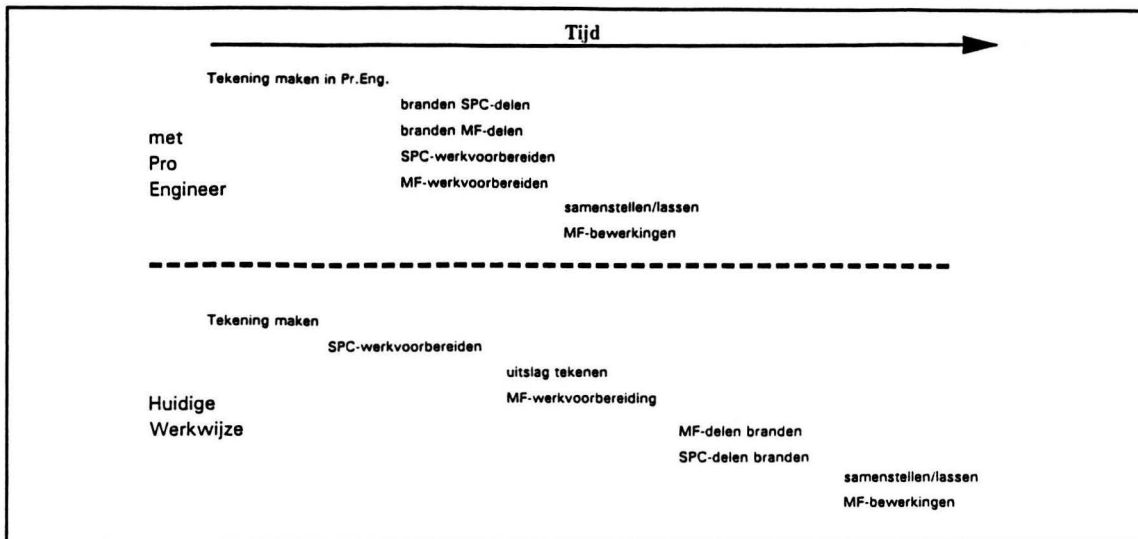 Tijd
Tekening maken in Pr.Eng.
branden SPC-delen
branden MF-delen
SPC-werkvoorbereiden
MF-werkvoorbereiden
samenstellen/lassen
MF-bewerkingen
met
Pro
Engineer
Tekening maken
SPC-werkvoorbereiden
uitslag tekenen
MF-werkvoorbereiding
MF-delen branden
SPC-delen branden
samenstellen/lassen
MF-bewerkingen
Huidige
Werkwijze